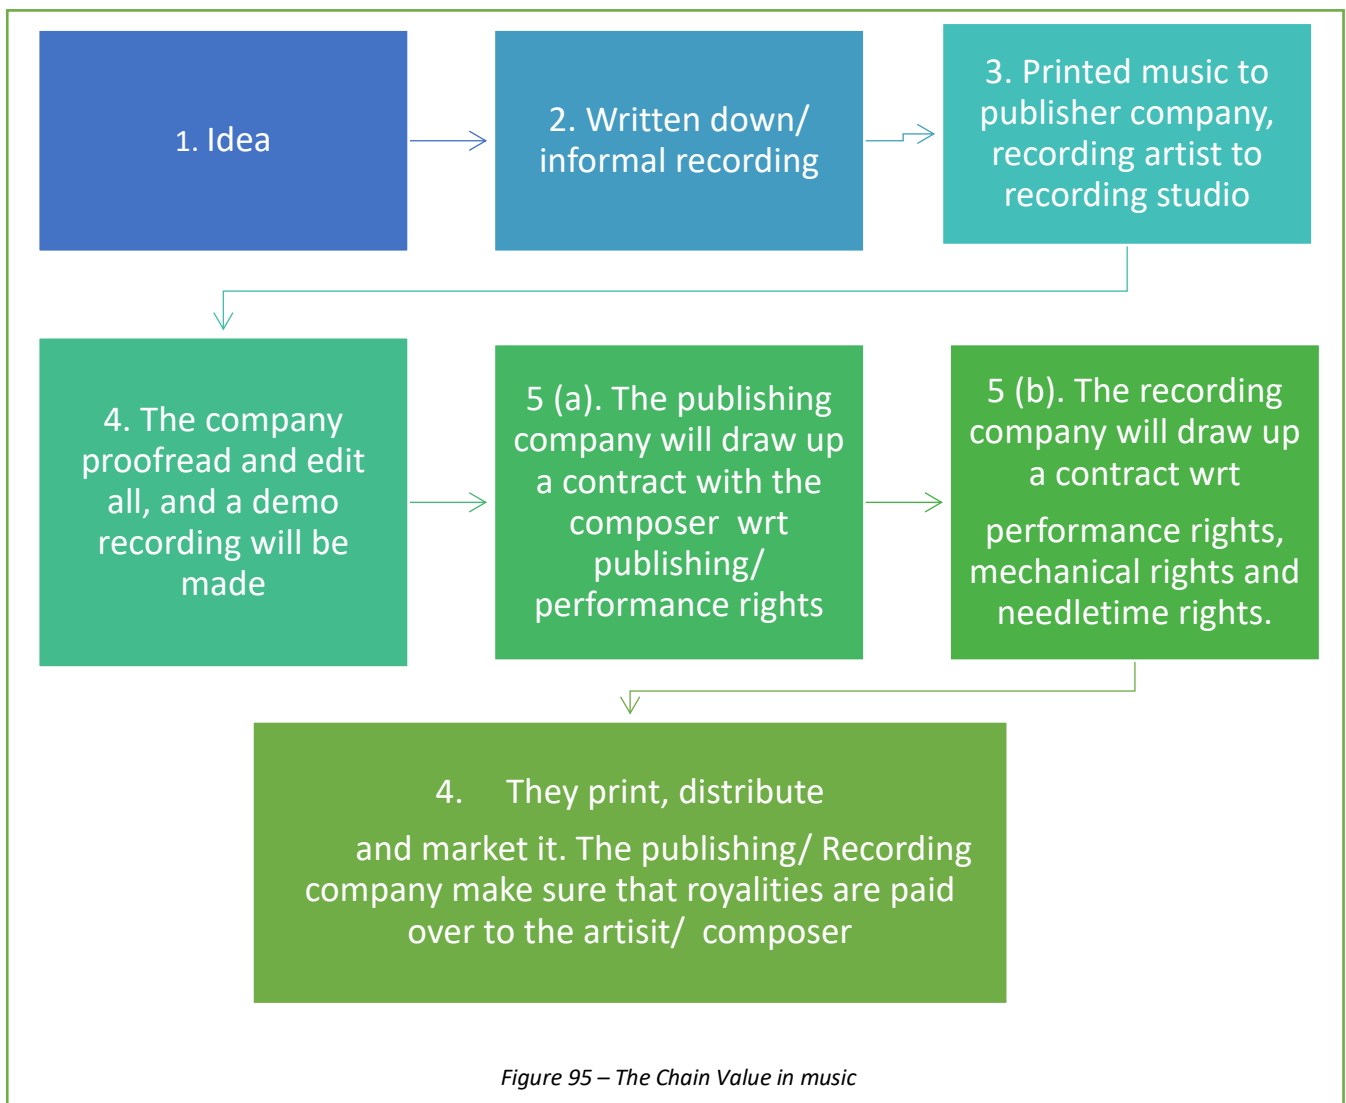 1. Idea
2. Written down/
informal recording
3. Printed music to
publisher company,
recording artist to
recording studio
4. The company
proofread and edit
all, and a demo
recording will be
made
5 (a). The publishing
company will draw up
a contract with the
composer wrt
publishing/
performance rights
5 (b). The recording
company will draw up
a contract wrt
performance rights,
mechanical rights and
needletime rights.
4. They print, distribute
and market it. The publishing/ Recording
company make sure that royalities are paid
over to the artisit/ composer
Figure 95 – The Chain Value in music